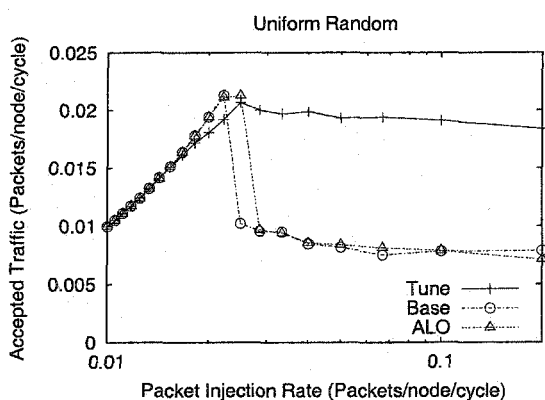 Uniform Random
Accepted Traffic (Packets/node/cycle)
0.025
0.02
0.015
0.01
0.005
0
Tune
Base
ALO
0.01
0.1
Packet Injection Rate (Packets/node/cycle)